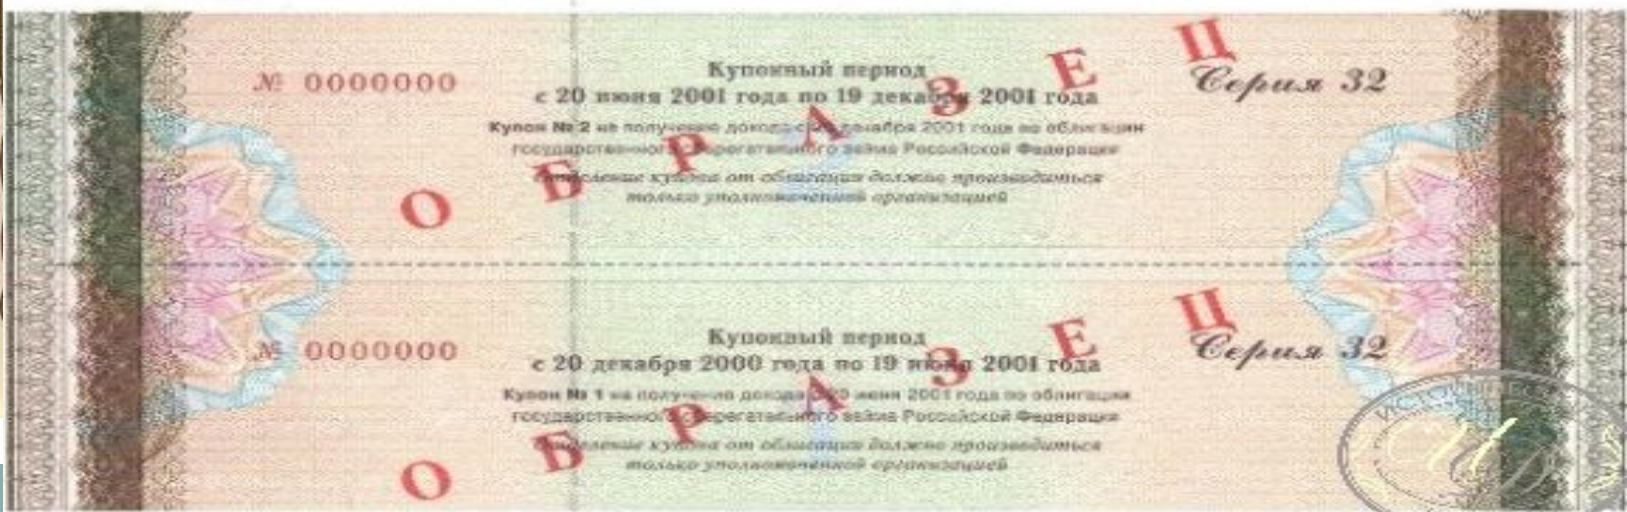 № 0000000
Купонный период
с 20 июня 2001 года по 19 декабря 2001 года
Серия 32
Купон № 2 на получение дохода с 20 декабря 2001 года по облигации
государственного сберегательного займа Российской Федерации
Отделение купона от облигации должно производиться
только уполномоченной организацией
ОБРАЗЕЦ
№ 0000000
Купонный период
с 20 декабря 2000 года по 19 июня 2001 года
Серия 32
Купон № 1 на получение дохода с 20 июня 2001 года по облигации
государственного сберегательного займа Российской Федерации
Отделение купона от облигации должно производиться
только уполномоченной организацией
ОБРАЗЕЦ